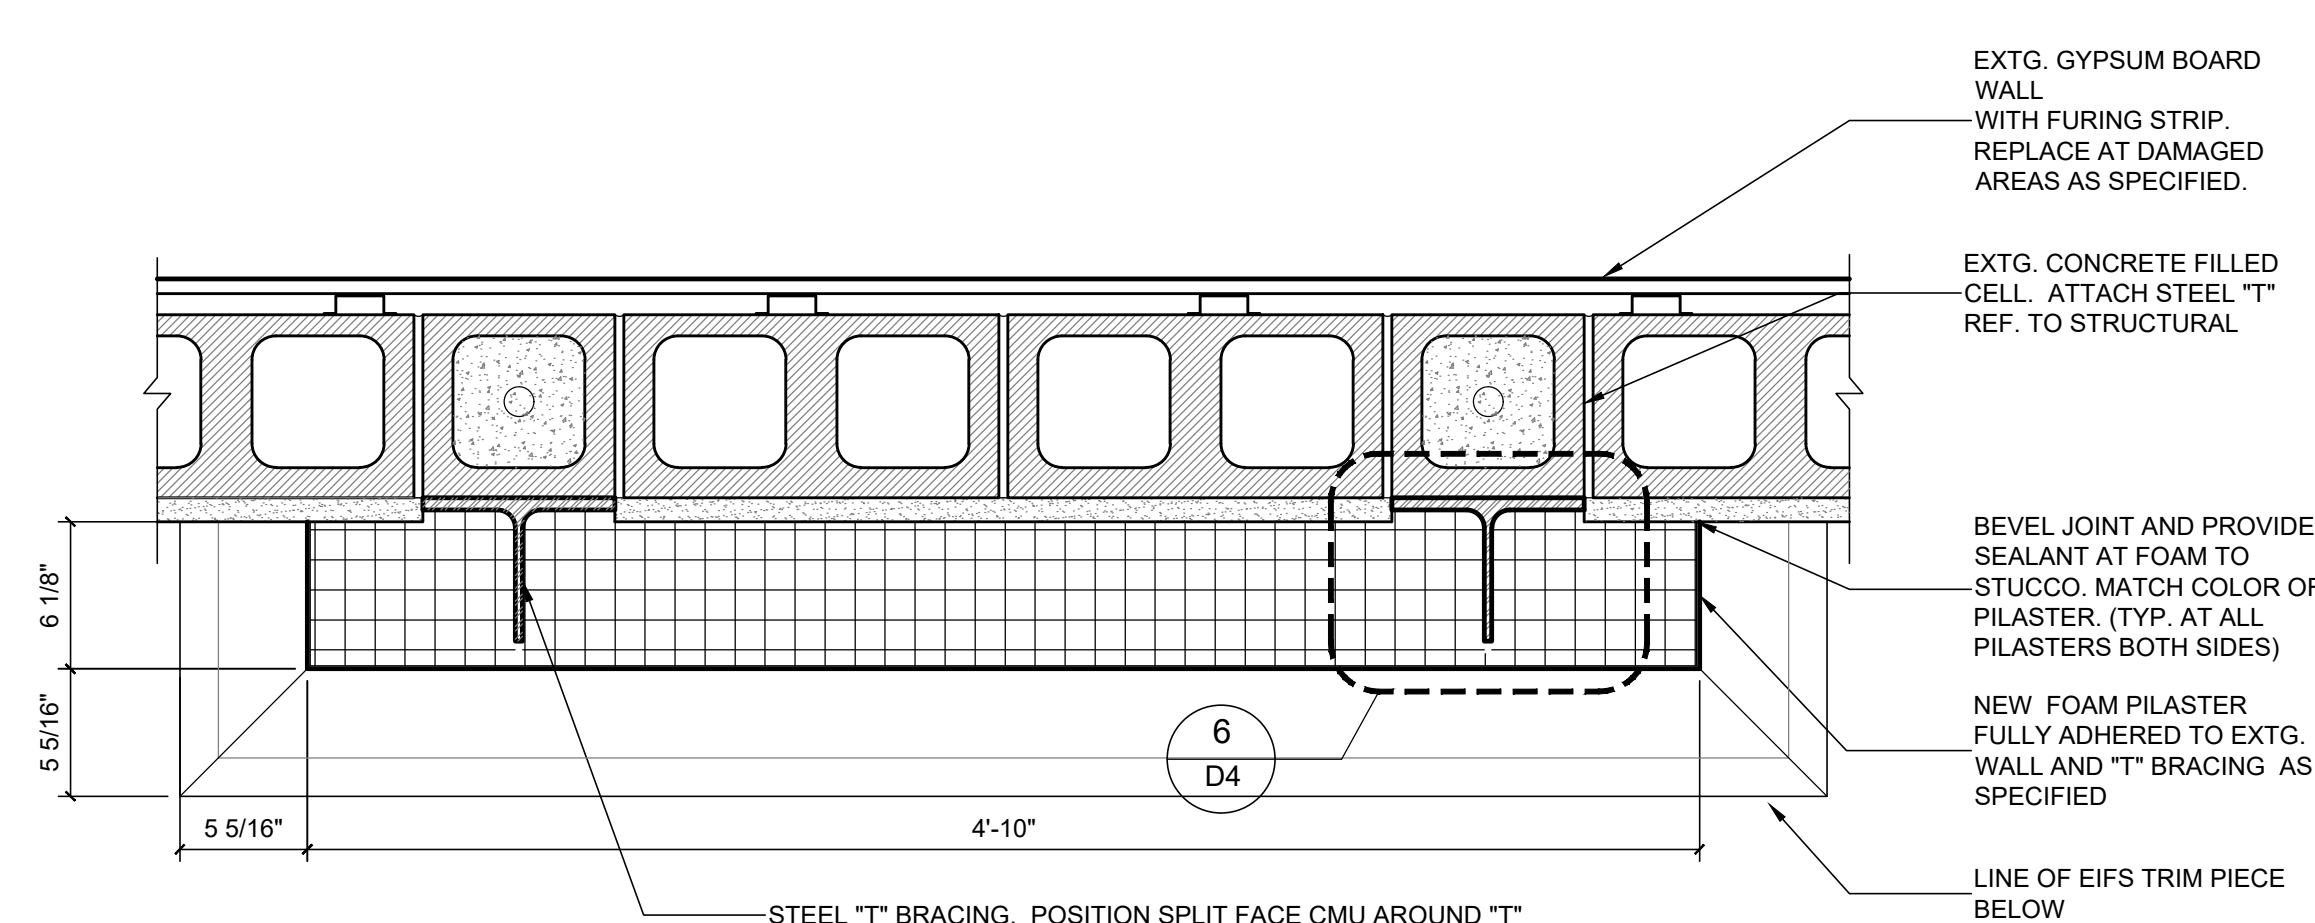 EXTG. GYPSUM BOARD
WALL
WITH FURING STRIP.
REPLACE AT DAMAGED
AREAS AS SPECIFIED.
EXTG. CONCRETE FILLED
CELL. ATTACH STEEL "T"
REF. TO STRUCTURAL
BEVEL JOINT AND PROVIDE
SEALANT AT FOAM TO
STUCCO. MATCH COLOR OF
PILASTER. (TYP. AT ALL
PILASTERS BOTH SIDES)
NEW FOAM PILASTER
FULLY ADHERED TO EXTG.
WALL AND "T" BRACING AS
SPECIFIED
LINE OF EIFS TRIM PIECE
BELOW
6 1/8"
5 5/16"
5 5/16"
4'-10"
6
D4
STEEL "T" BRACING. POSITION SPLIT FACE CMU AROUND "T"